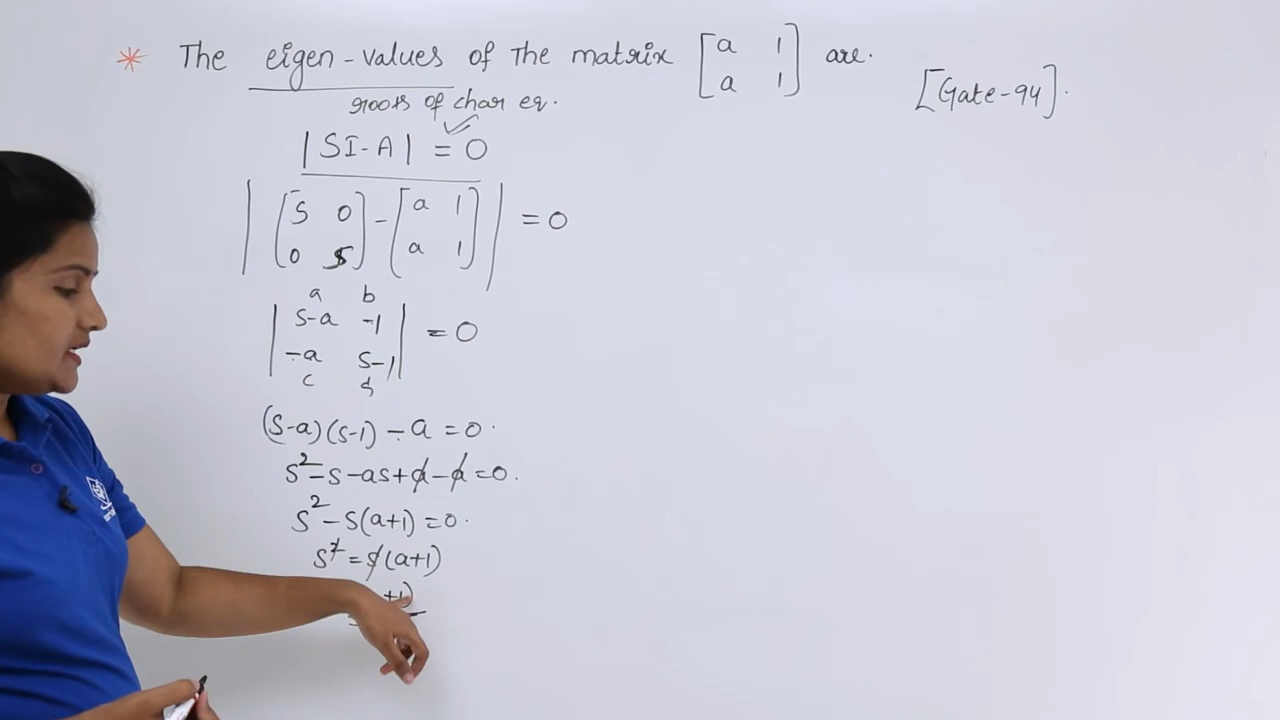 * The eigen-values of The matrix [a 1
a 1] are.
[Gate-94].
roots of char eq.
|SI-A| = 0
|[S 0
0 S] - [a 1
a 1]| = 0
a b
|S-a -1
-a S-1| = 0
c d
(S-a)(S-1) - a = 0.
S² - S - aS + a - a = 0.
S² - S(a+1) = 0.
S² = S(a+1)
+1)